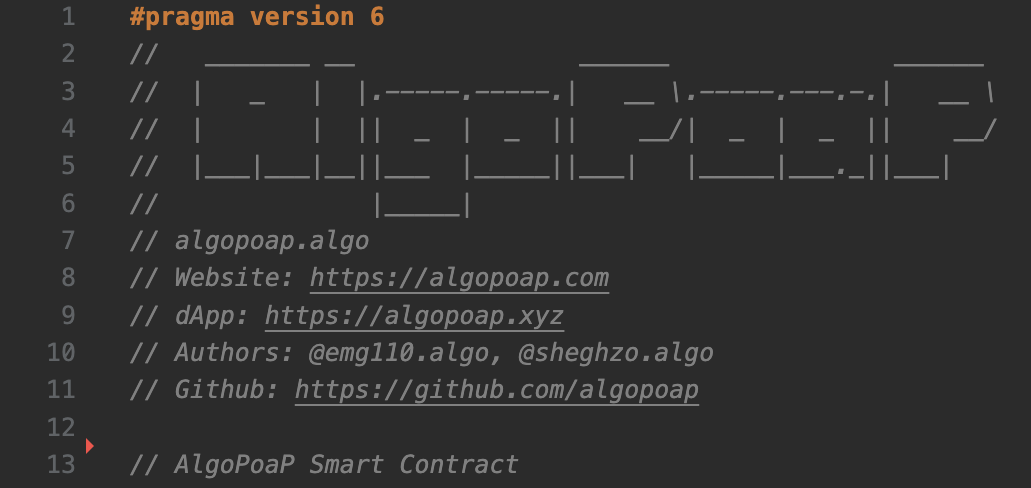 1 #pragma version 6
2 //    _______ __               ______               ______
3 //   |   _   |  |.-----.-----.|   __ \.-----.---.-.|   __ \
4 //   |       |  ||  _  |  _  ||    __/|  _  |  _  ||    __/
5 //   |___|___|__||___  |_____||___|   |_____|___._||___|
6 //               |_____|
7 // algopoap.algo
8 // Website: https://algopoap.com
9 // dApp: https://algopoap.xyz
10 // Authors: @emg110.algo, @sheghzo.algo
11 // Github: https://github.com/algopoap
12
13 // AlgoPoaP Smart Contract